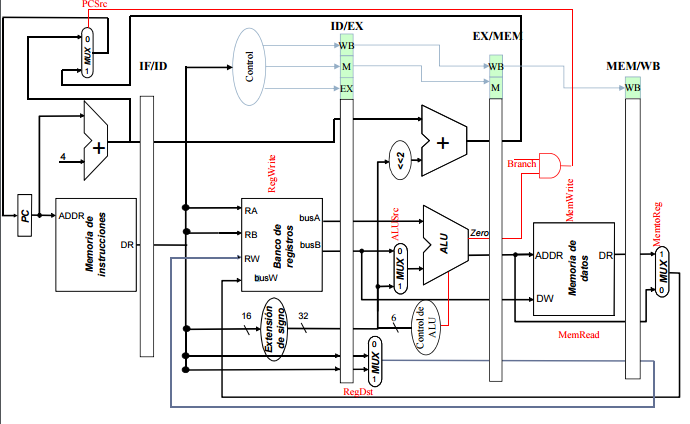 PCSrc
0
MUX
1
IF/ID
ID/EX
EX/MEM
MEM/WB
Control
WB
M
EX
WB
M
WB
+
4
<<2
+
Branch
PC
ADDR
Memoria de
instrucciones
DR
RegWrite
RA
RB
RW
busW
Banco de
registros
busA
busB
ALUSrc
0
MUX
1
ALU
Zero
MemWrite
ADDR
DW
Memoria de
datos
DR
MemtoReg
1
MUX
0
16
Extensión
de signo
32
6
Control de
ALU
MemRead
0
MUX
1
RegDst